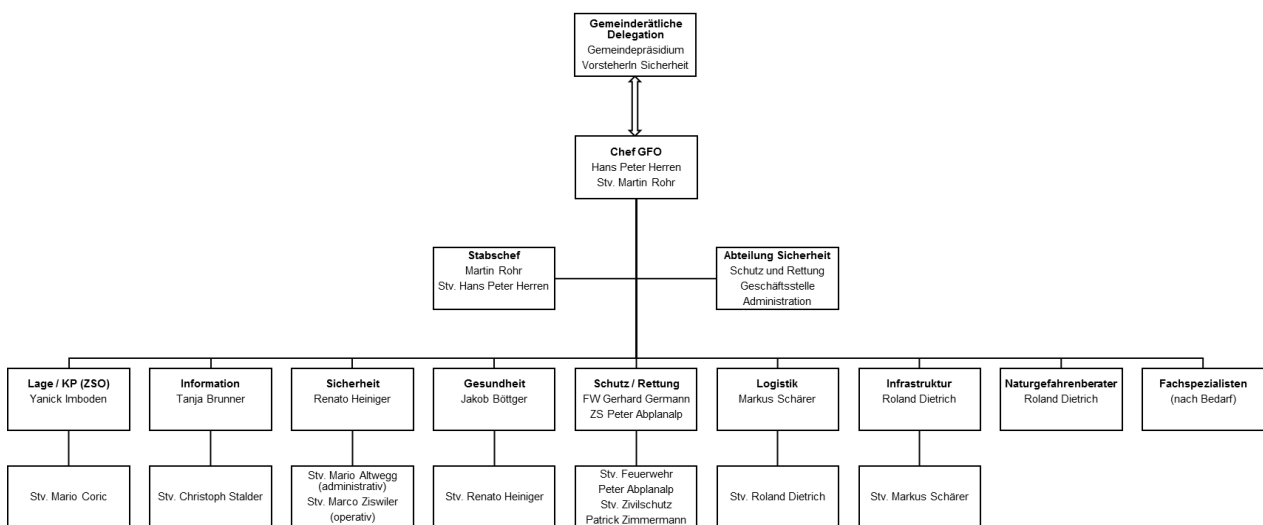 Gemeinderätliche
Delegation
Gemeindepräsidium
VorsteherIn Sicherheit
Chef GFO
Hans Peter Herren
Stv. Martin Rohr
Stabschef
Martin Rohr
Stv. Hans Peter Herren
Abteilung Sicherheit
Schutz und Rettung
Geschäftsstelle
Administration
Lage / KP (ZSO)
Yanick Imboden
Information
Tanja Brunner
Sicherheit
Renato Heiniger
Gesundheit
Jakob Böttger
Schutz / Rettung
FW Gerhard Germann
ZS Peter Abplanalp
Logistik
Markus Schärer
Infrastruktur
Roland Dietrich
Naturgefahrenberater
Roland Dietrich
Fachspezialisten
(nach Bedarf)
Stv. Mario Coric
Stv. Christoph Stalder
Stv. Mario Altwegg
(administrativ)
Stv. Marco Ziswiler
(operativ)
Stv. Renato Heiniger
Stv. Feuerwehr
Peter Abplanalp
Stv. Zivilschutz
Patrick Zimmermann
Stv. Roland Dietrich
Stv. Markus Schärer